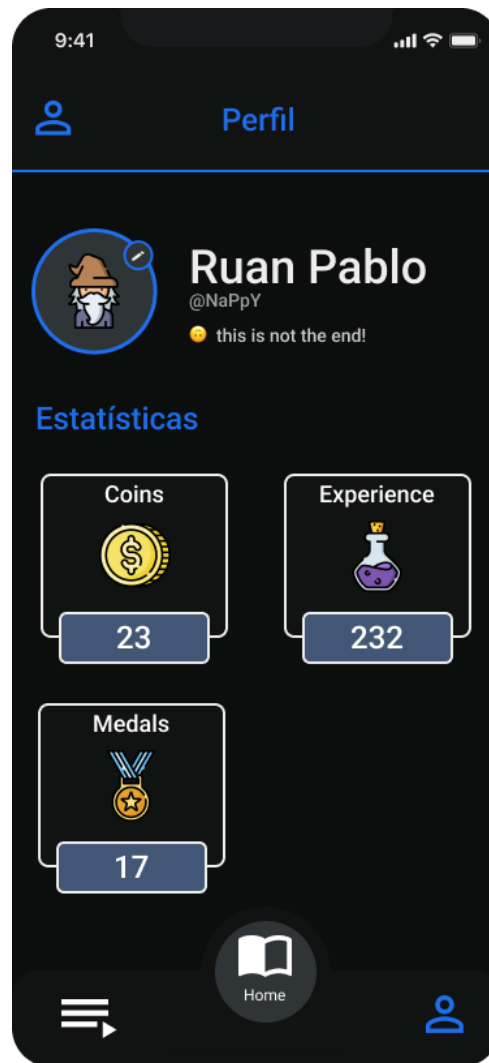 9:41
Perfil
Ruan Pablo
@NaPpY
🙃 this is not the end!
Estatísticas
Coins
Experience
23
232
Medals
17
Home